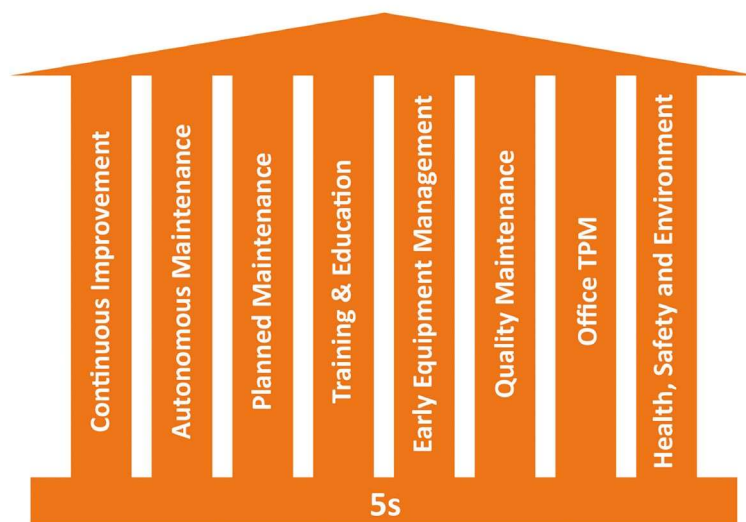 Continuous Improvement
Autonomous Maintenance
Planned Maintenance
Training & Education
Early Equipment Management
Quality Maintenance
Office TPM
Health, Safety and Environment
5s